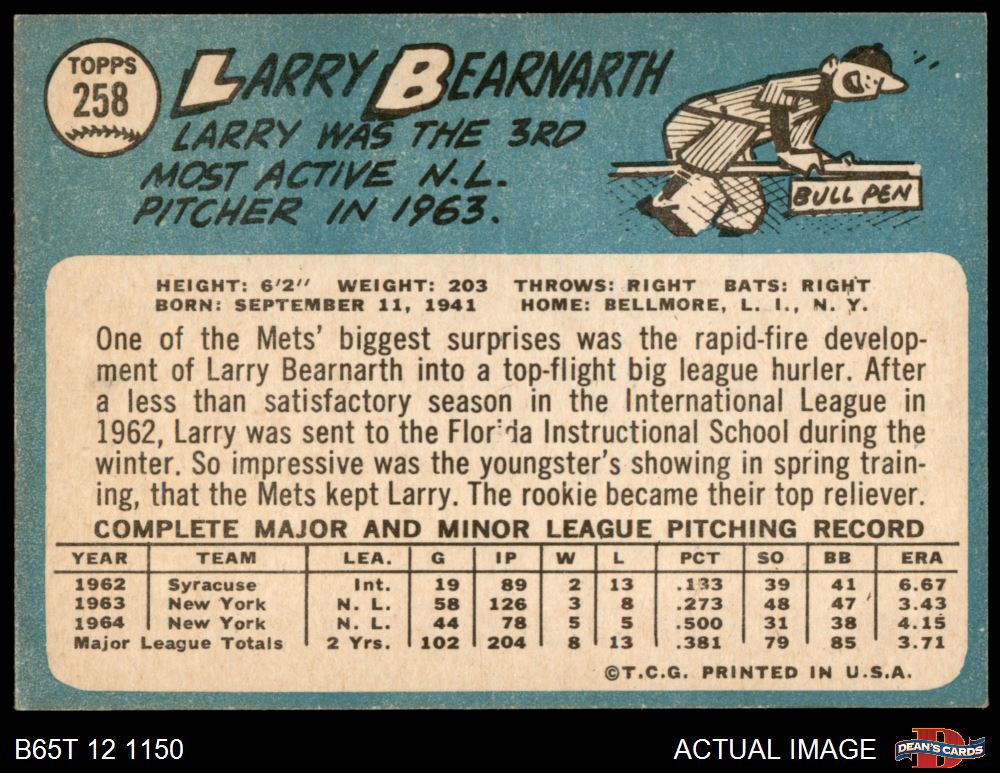 TOPPS
258
LARRY BEARNARTH
LARRY WAS THE 3RD
MOST ACTIVE N.L.
PITCHER IN 1963.
BULL PEN
HEIGHT: 6'2" WEIGHT: 203 THROWS: RIGHT BATS: RIGHT
BORN: SEPTEMBER 11, 1941 HOME: BELLMORE, L. I., N. Y.
One of the Mets' biggest surprises was the rapid-fire develop-
ment of Larry Bearnarth into a top-flight big league hurler. After
a less than satisfactory season in the International League in
1962, Larry was sent to the Florida Instructional School during the
winter. So impressive was the youngster's showing in spring train-
ing, that the Mets kept Larry. The rookie became their top reliever.
COMPLETE MAJOR AND MINOR LEAGUE PITCHING RECORD
YEAR TEAM LEA. G IP W L PCT SO BB ERA
1962 Syracuse Int. 19 89 2 13 .133 39 41 6.67
1963 New York N. L. 58 126 3 8 .273 48 47 3.43
1964 New York N. L. 44 78 5 5 .500 31 38 4.15
Major League Totals 2 Yrs. 102 204 8 13 .381 79 85 3.71
©T.C.G. PRINTED IN U.S.A.
B65T 12 1150
ACTUAL IMAGE
D
DEAN'S CARDS